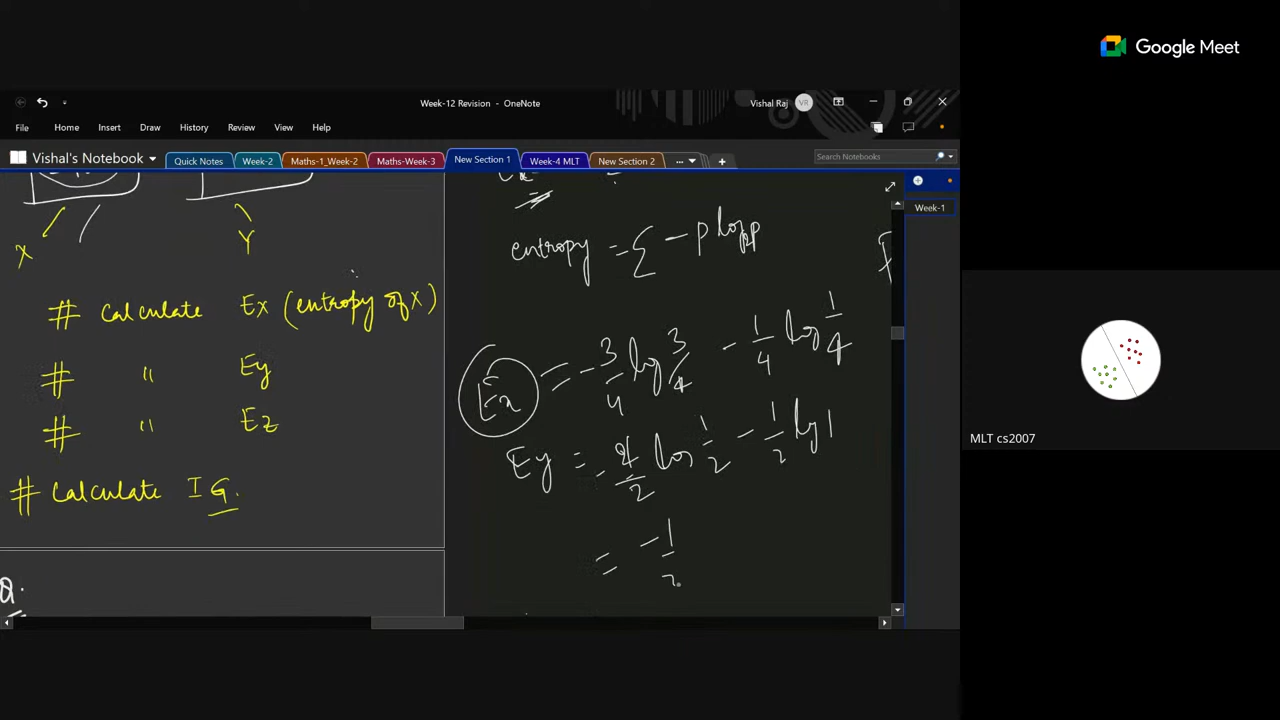 Google Meet
Week-12 Revision - OneNote
Vishal Raj
VR
File Home Insert Draw History Review View Help
Vishal's Notebook
Quick Notes Week-2 Maths-1_Week-2 Maths-Week-3 New Section 1 Week-4 MLT New Section 2 ...
Search Notebooks
Week-1
X Y
# Calculate Ex (entropy of X)
# " Ey
# " Ez
# Calculate IG.
Q.
entropy = Σ - p log p
Ex = - 3/4 log 3/4 - 1/4 log 1/4
Ey = - 1/2 log 1/2 - 1/2 log 1
= - 1/2
MLT cs2007